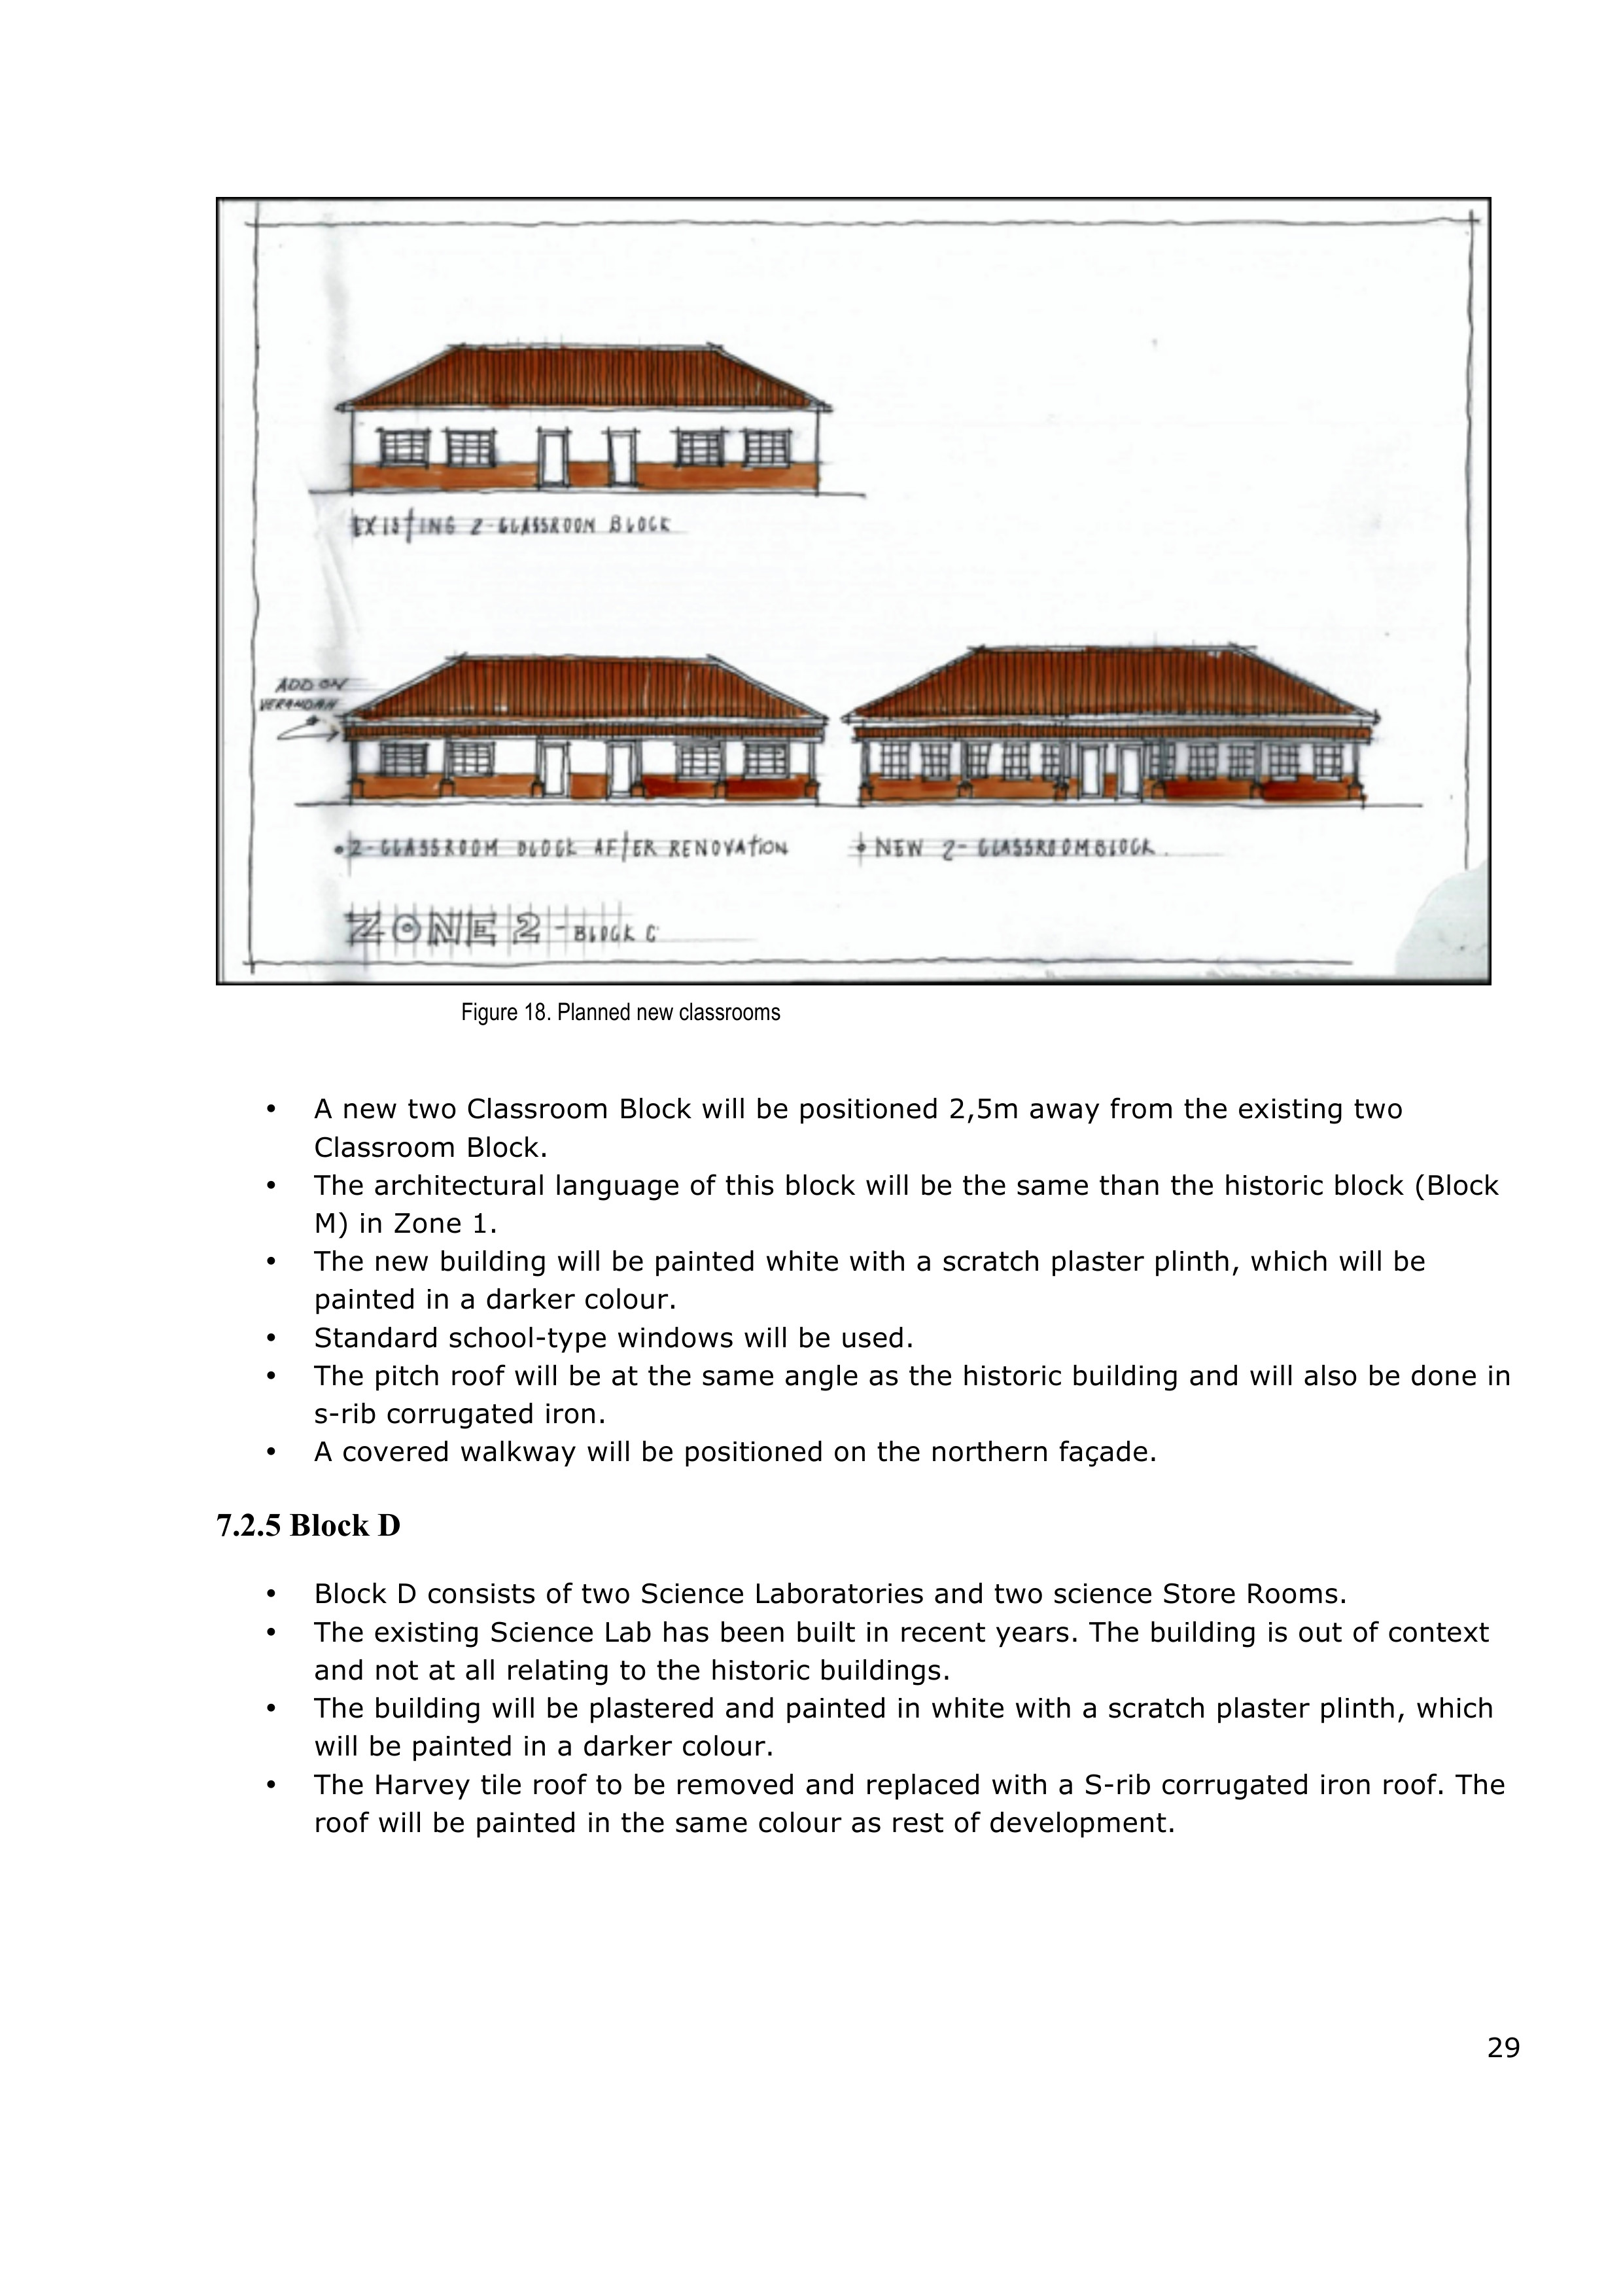 EXISTING 2-CLASSROOM BLOCK
ADD ON
VERANDAH
2-CLASSROOM BLOCK AFTER RENOVATION
NEW 2-CLASSROOM BLOCK.
ZONE 2 - BLOCK C
Figure 18. Planned new classrooms
• A new two Classroom Block will be positioned 2,5m away from the existing two
Classroom Block.
• The architectural language of this block will be the same than the historic block (Block
M) in Zone 1.
• The new building will be painted white with a scratch plaster plinth, which will be
painted in a darker colour.
• Standard school-type windows will be used.
• The pitch roof will be at the same angle as the historic building and will also be done in
s-rib corrugated iron.
• A covered walkway will be positioned on the northern façade.
7.2.5 Block D
• Block D consists of two Science Laboratories and two science Store Rooms.
• The existing Science Lab has been built in recent years. The building is out of context
and not at all relating to the historic buildings.
• The building will be plastered and painted in white with a scratch plaster plinth, which
will be painted in a darker colour.
• The Harvey tile roof to be removed and replaced with a S-rib corrugated iron roof. The
roof will be painted in the same colour as rest of development.
29